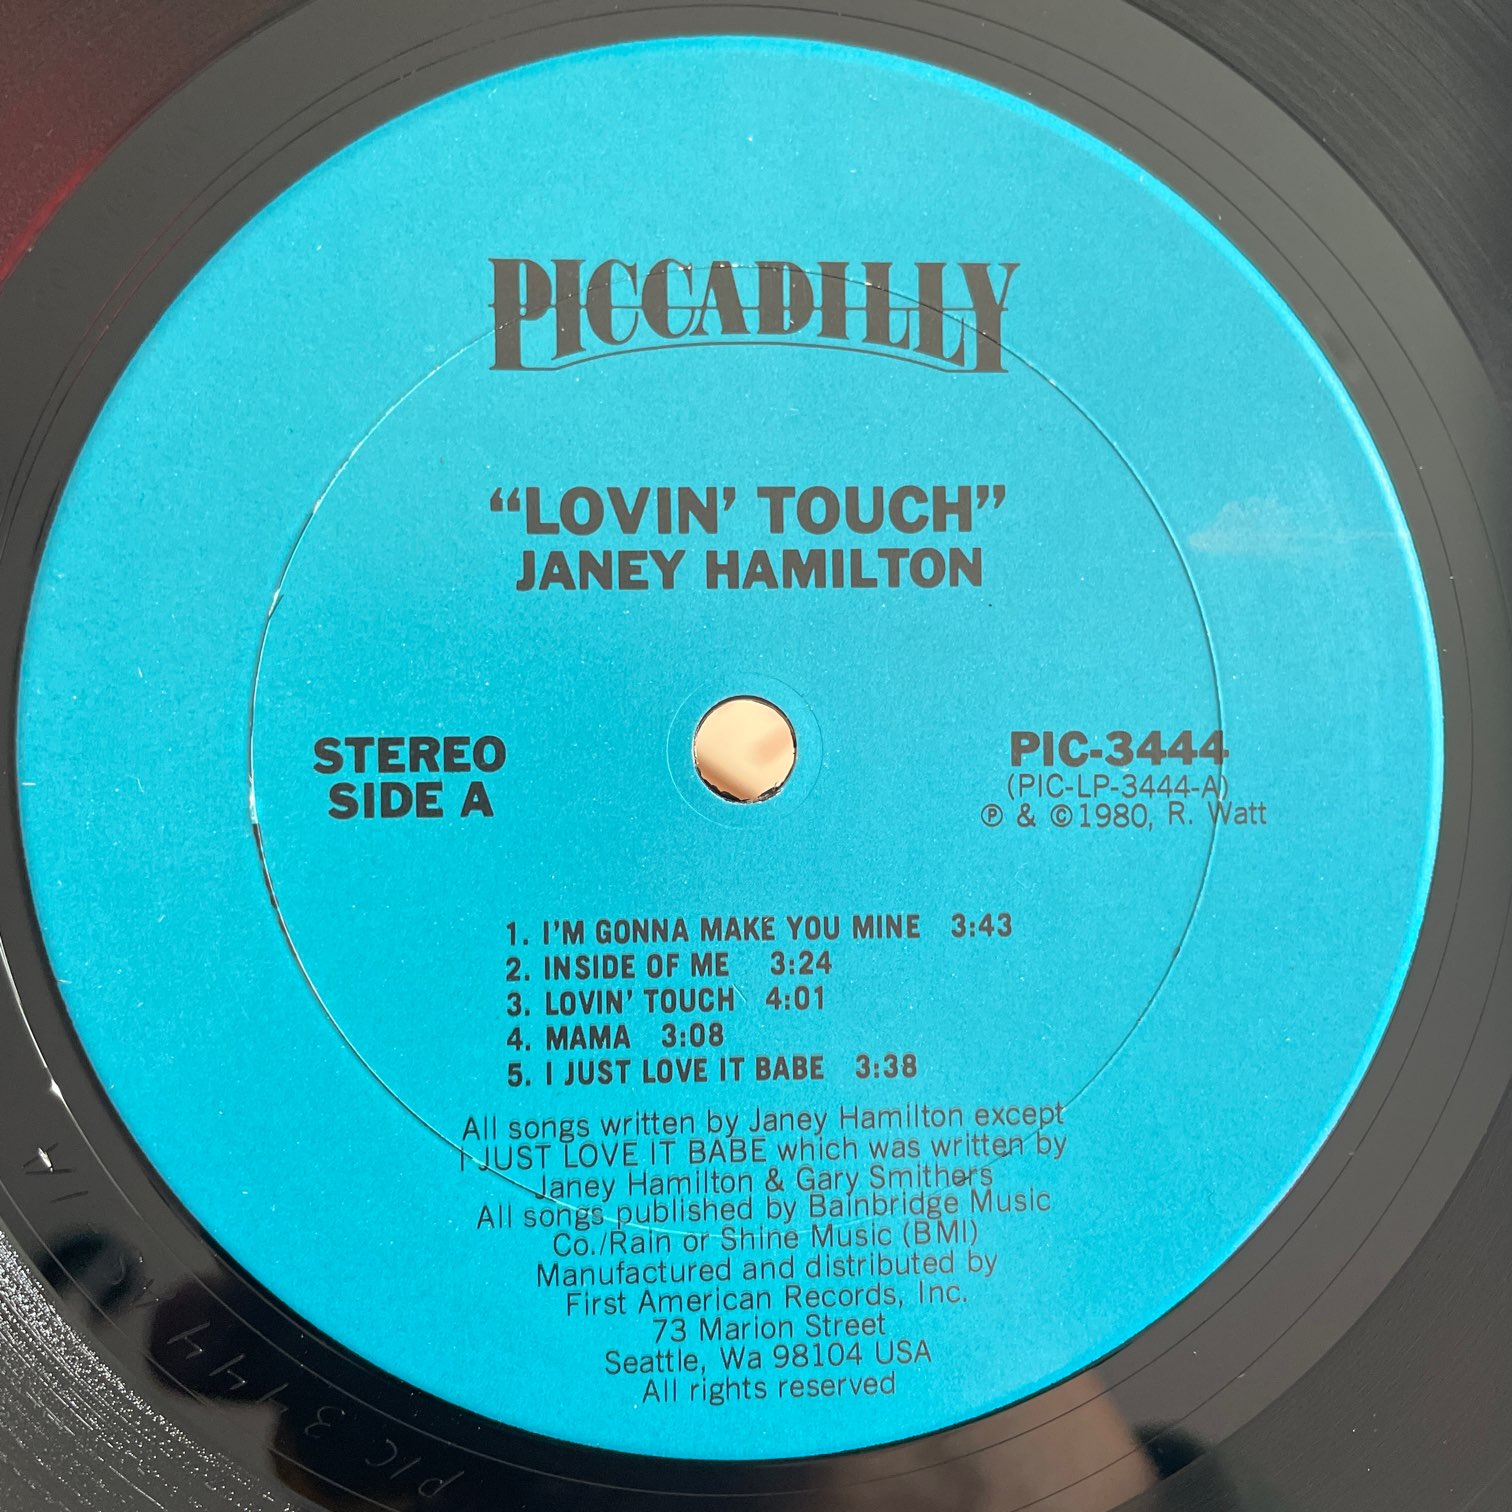 PICCADILLY
“LOVIN’ TOUCH”
JANEY HAMILTON
STEREO
SIDE A
PIC-3444
(PIC-LP-3444-A)
℗ & ©1980, R. Watt
1. I’M GONNA MAKE YOU MINE 3:43
2. INSIDE OF ME 3:24
3. LOVIN’ TOUCH 4:01
4. MAMA 3:08
5. I JUST LOVE IT BABE 3:38
All songs written by Janey Hamilton except
I JUST LOVE IT BABE which was written by
Janey Hamilton & Gary Smithers
All songs published by Bainbridge Music
Co./Rain or Shine Music (BMI)
Manufactured and distributed by
First American Records, Inc.
73 Marion Street
Seattle, Wa 98104 USA
All rights reserved
PIC 3444